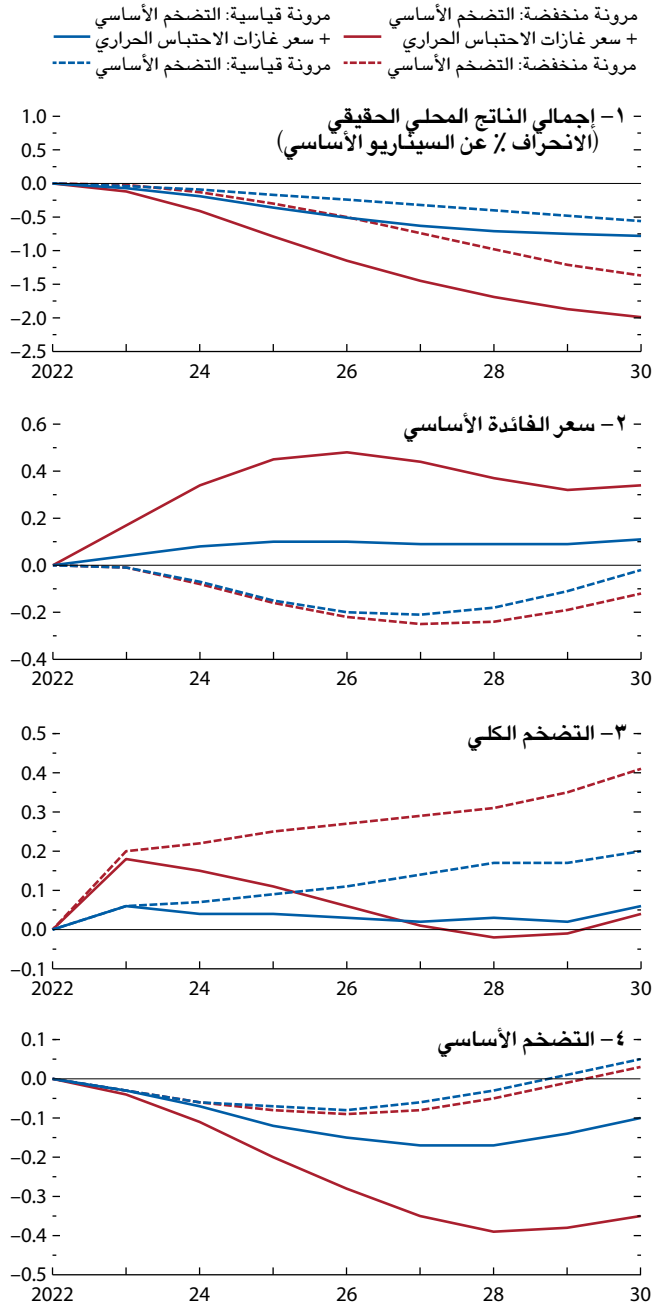 مرونة منخفضة: التضخم الأساسي
+ سعر غازات الاحتباس الحراري
مرونة منخفضة: التضخم الأساسي
مرونة قياسية: التضخم الأساسي
+ سعر غازات الاحتباس الحراري
مرونة قياسية: التضخم الأساسي
١– إجمالي الناتج المحلي الحقيقي
(الانحراف ٪ عن السيناريو الأساسي)
1.0
0.5
0.0
–0.5
–1.0
–1.5
–2.0
–2.5
2022 24 26 28 30
٢– سعر الفائدة الأساسي
0.6
0.4
0.2
0.0
–0.2
–0.4
2022 24 26 28 30
٣– التضخم الكلي
0.5
0.4
0.3
0.2
0.1
0.0
–0.1
2022 24 26 28 30
٤– التضخم الأساسي
0.1
0.0
–0.1
–0.2
–0.3
–0.4
–0.5
2022 24 26 28 30